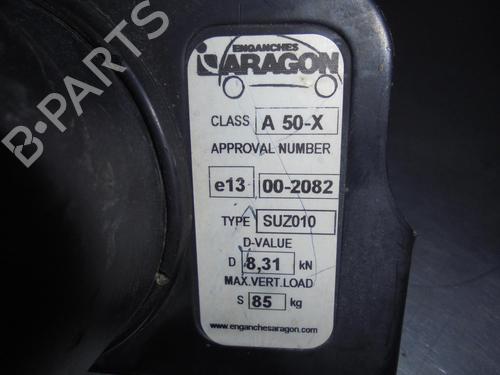 B-PARTS
ENGANCHES
ARAGON
CLASS A 50-X
APPROVAL NUMBER
e13 00-2082
TYPE SUZ010
D-VALUE
D 8,31 kN
MAX.VERT.LOAD
S 85 kg
www.enganchesaragon.com